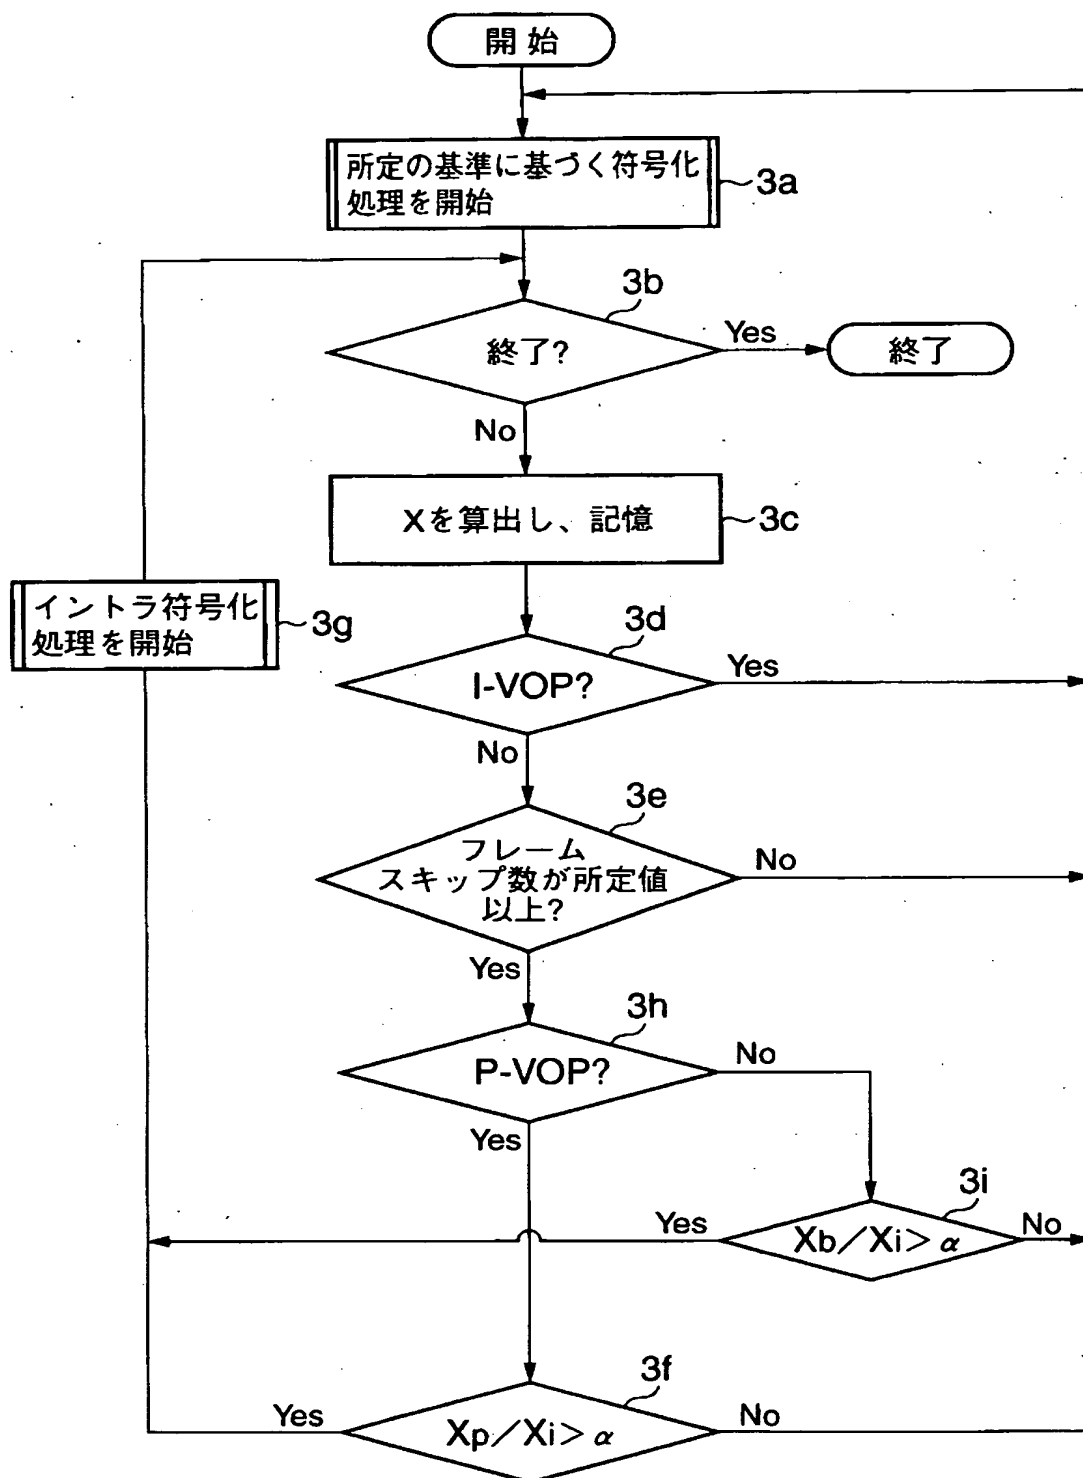 開始
所定の基準に基づく符号化
処理を開始
3a
3b
終了?
Yes
終了
No
Xを算出し、記憶
3c
イントラ符号化
処理を開始
3g
3d
I-VOP?
Yes
No
3e
フレーム
スキップ数が所定値
以上?
No
Yes
3h
P-VOP?
No
Yes
3i
Xb/Xi>α
Yes
No
3f
Xp/Xi>α
Yes
No